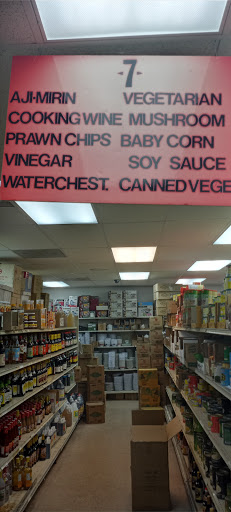 7
AJI-MIRIN VEGETARIAN
COOKING WINE MUSHROOM
PRAWN CHIPS BABY CORN
VINEGAR SOY SAUCE
WATERCHEST. CANNED VEGE